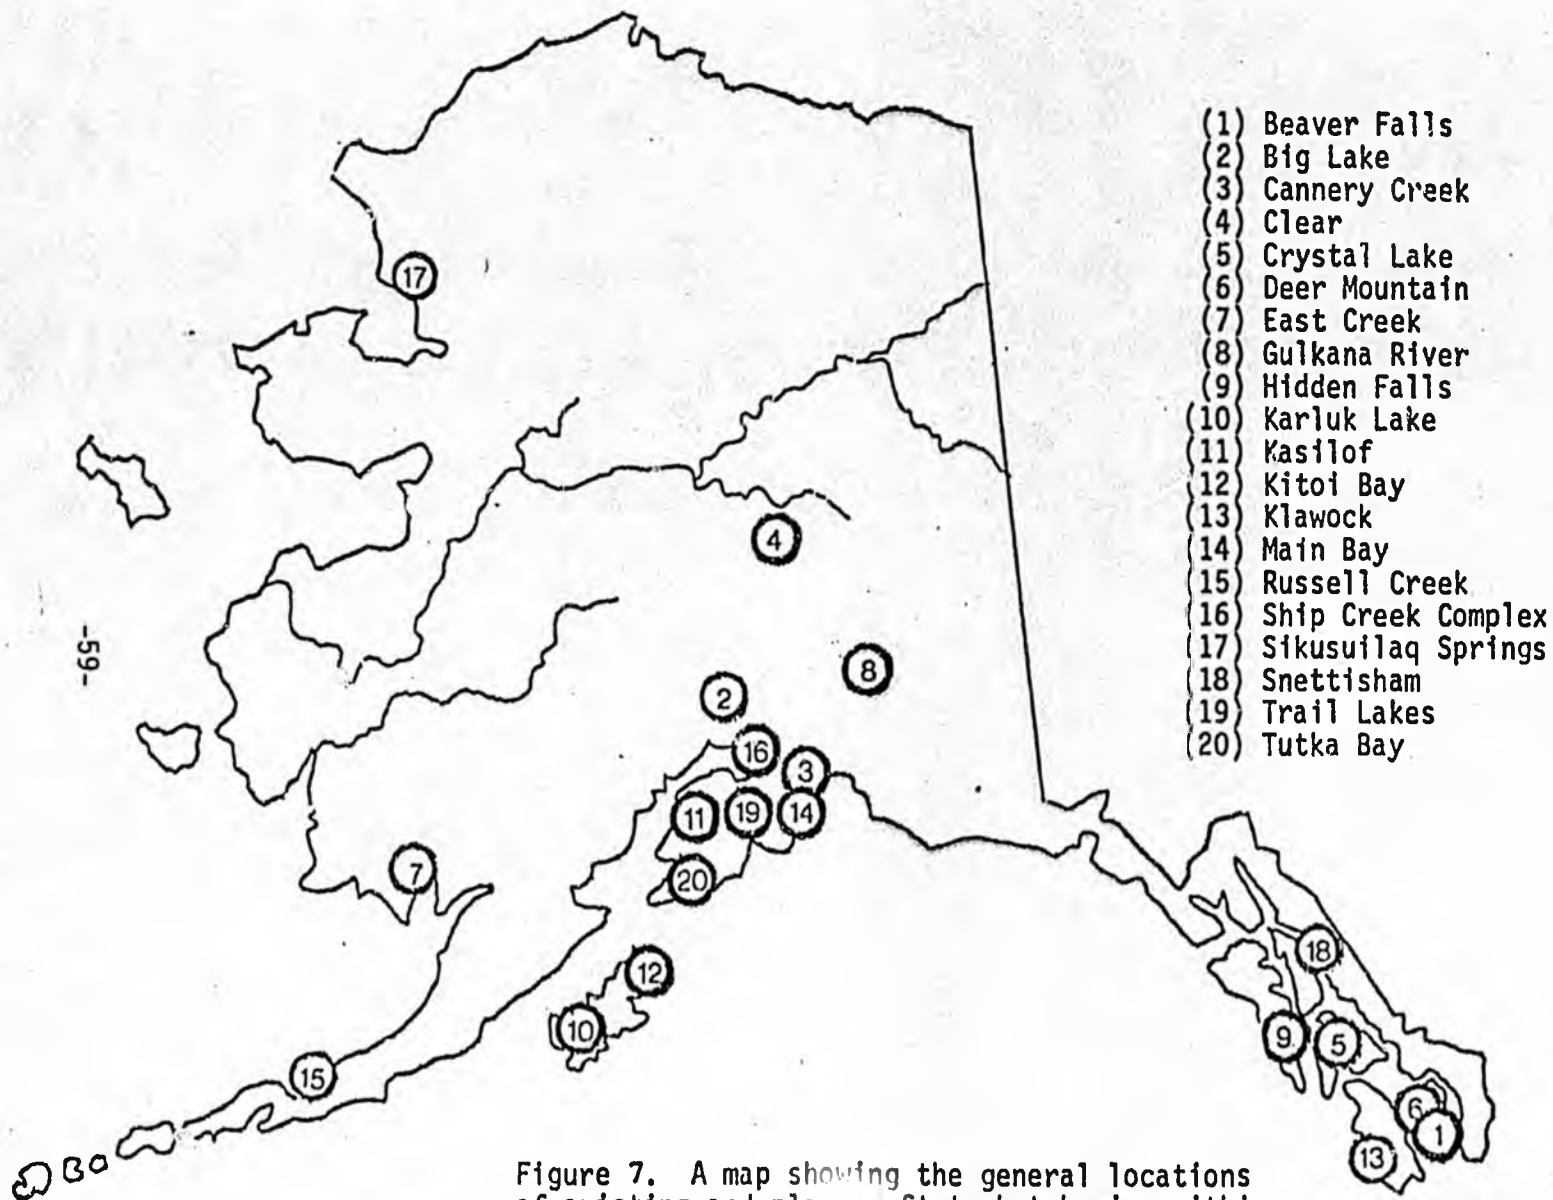 (1) Beaver Falls
(2) Big Lake
(3) Cannery Creek
(4) Clear
(5) Crystal Lake
(6) Deer Mountain
(7) East Creek
(8) Gulkana River
(9) Hidden Falls
(10) Karluk Lake
(11) Kasilof
(12) Kitoi Bay
(13) Klawock
(14) Main Bay
(15) Russell Creek
(16) Ship Creek Complex
(17) Sikusuilaq Springs
(18) Snettisham
(19) Trail Lakes
(20) Tutka Bay
17
4
8
2
16
3
11
19
14
7
20
12
18
10
9
5
15
6
1
13
-59-
Figure 7. A map showing the general locations